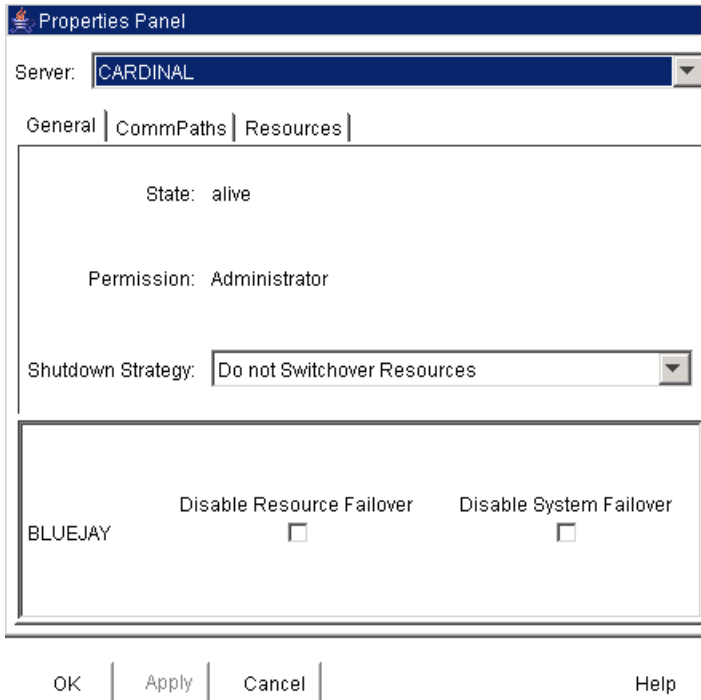 Properties Panel
Server: CARDINAL
General CommPaths Resources
State: alive
Permission: Administrator
Shutdown Strategy: Do not Switchover Resources
Disable Resource Failover Disable System Failover
BLUEJAY
OK Apply Cancel Help